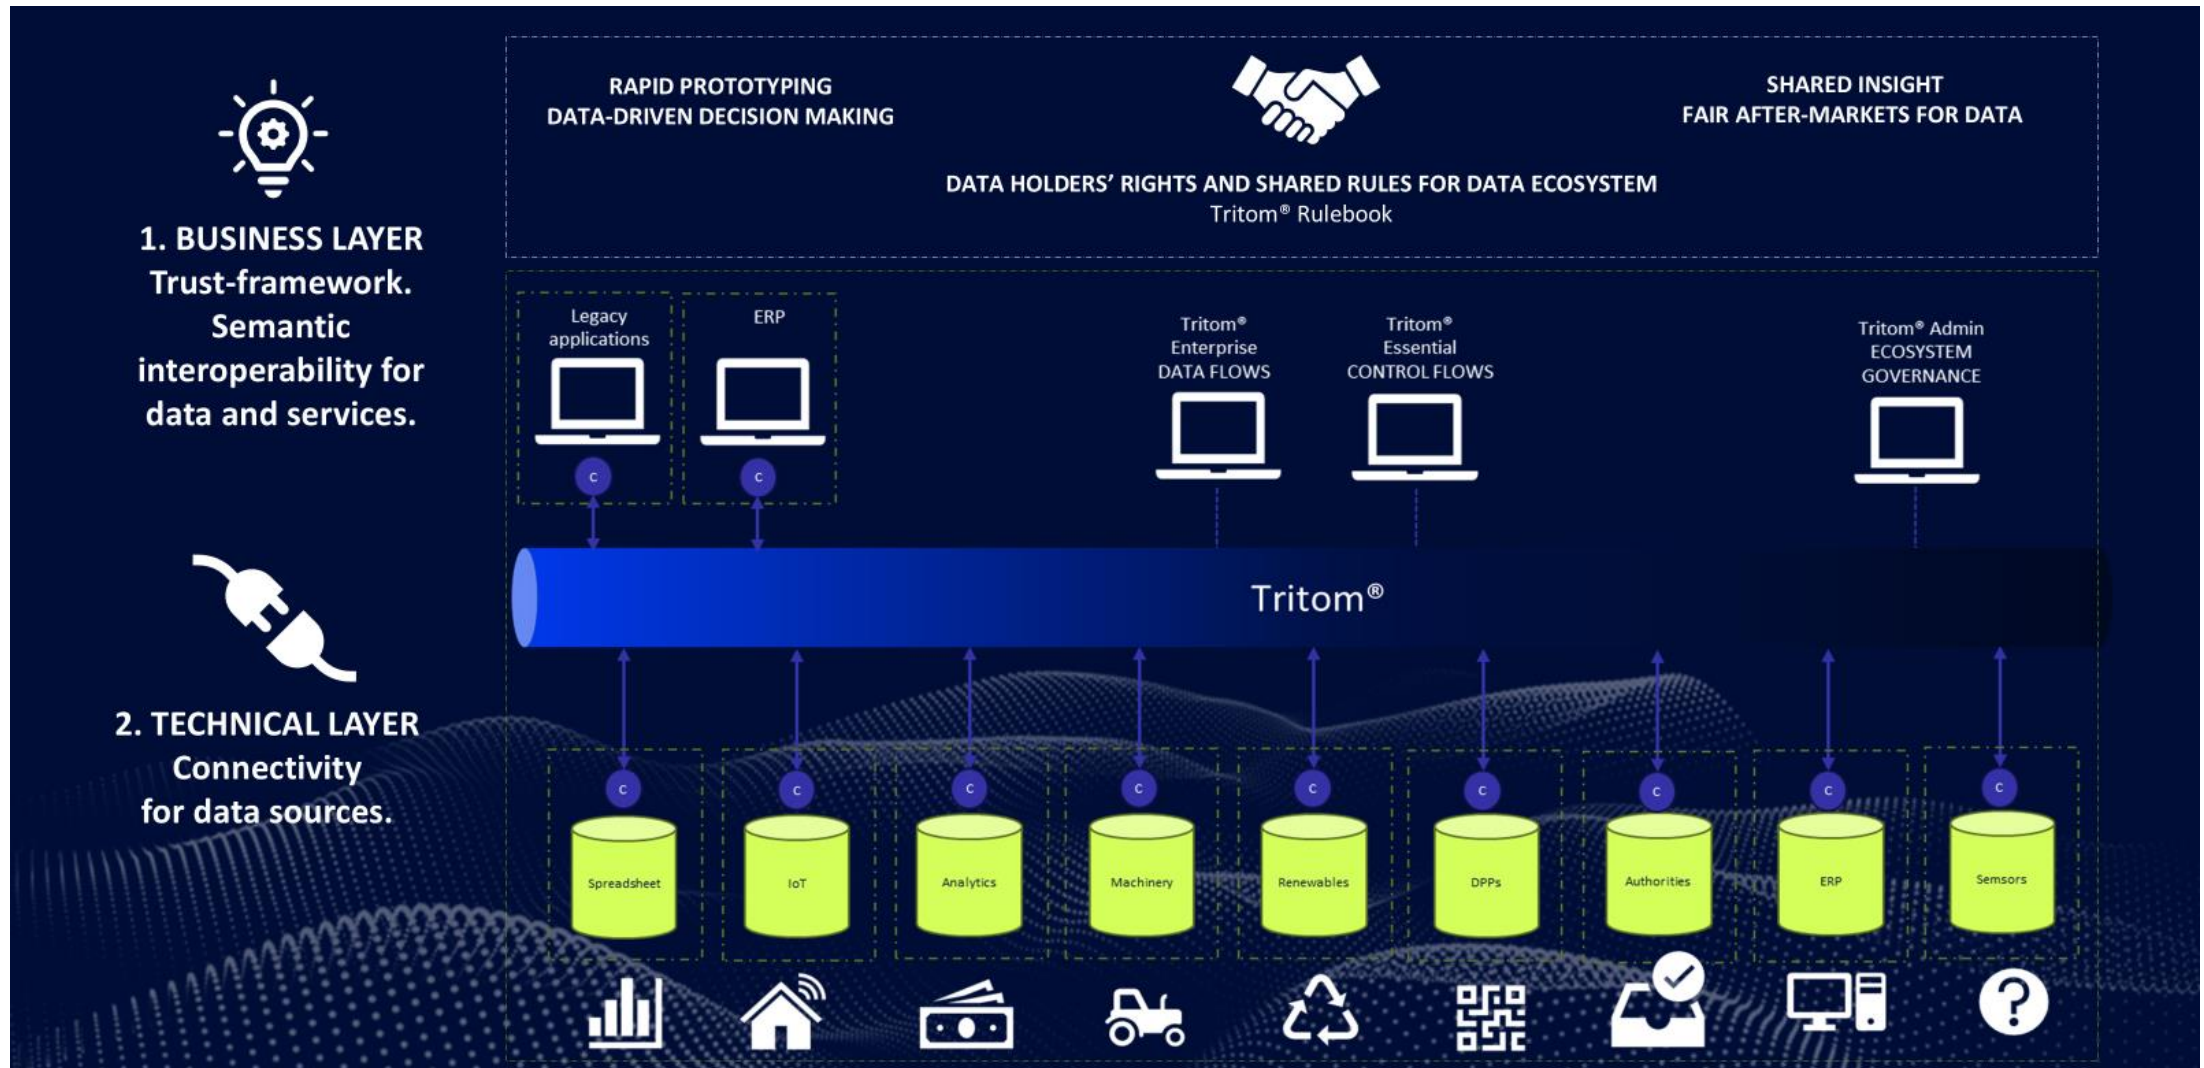 RAPID PROTOTYPING
DATA-DRIVEN DECISION MAKING
SHARED INSIGHT
FAIR AFTER-MARKETS FOR DATA
DATA HOLDERS' RIGHTS AND SHARED RULES FOR DATA ECOSYSTEM
Tritom® Rulebook
1. BUSINESS LAYER
Trust-framework.
Semantic
interoperability for
data and services.
Legacy
applications
ERP
Tritom®
Enterprise
DATA FLOWS
Tritom®
Essential
CONTROL FLOWS
Tritom® Admin
ECOSYSTEM
GOVERNANCE
C
C
Tritom®
2. TECHNICAL LAYER
Connectivity
for data sources.
C
C
C
C
C
C
C
C
C
Spreadsheet
IoT
Analytics
Machinery
Renewables
DPPs
Authorities
ERP
Semsors
?